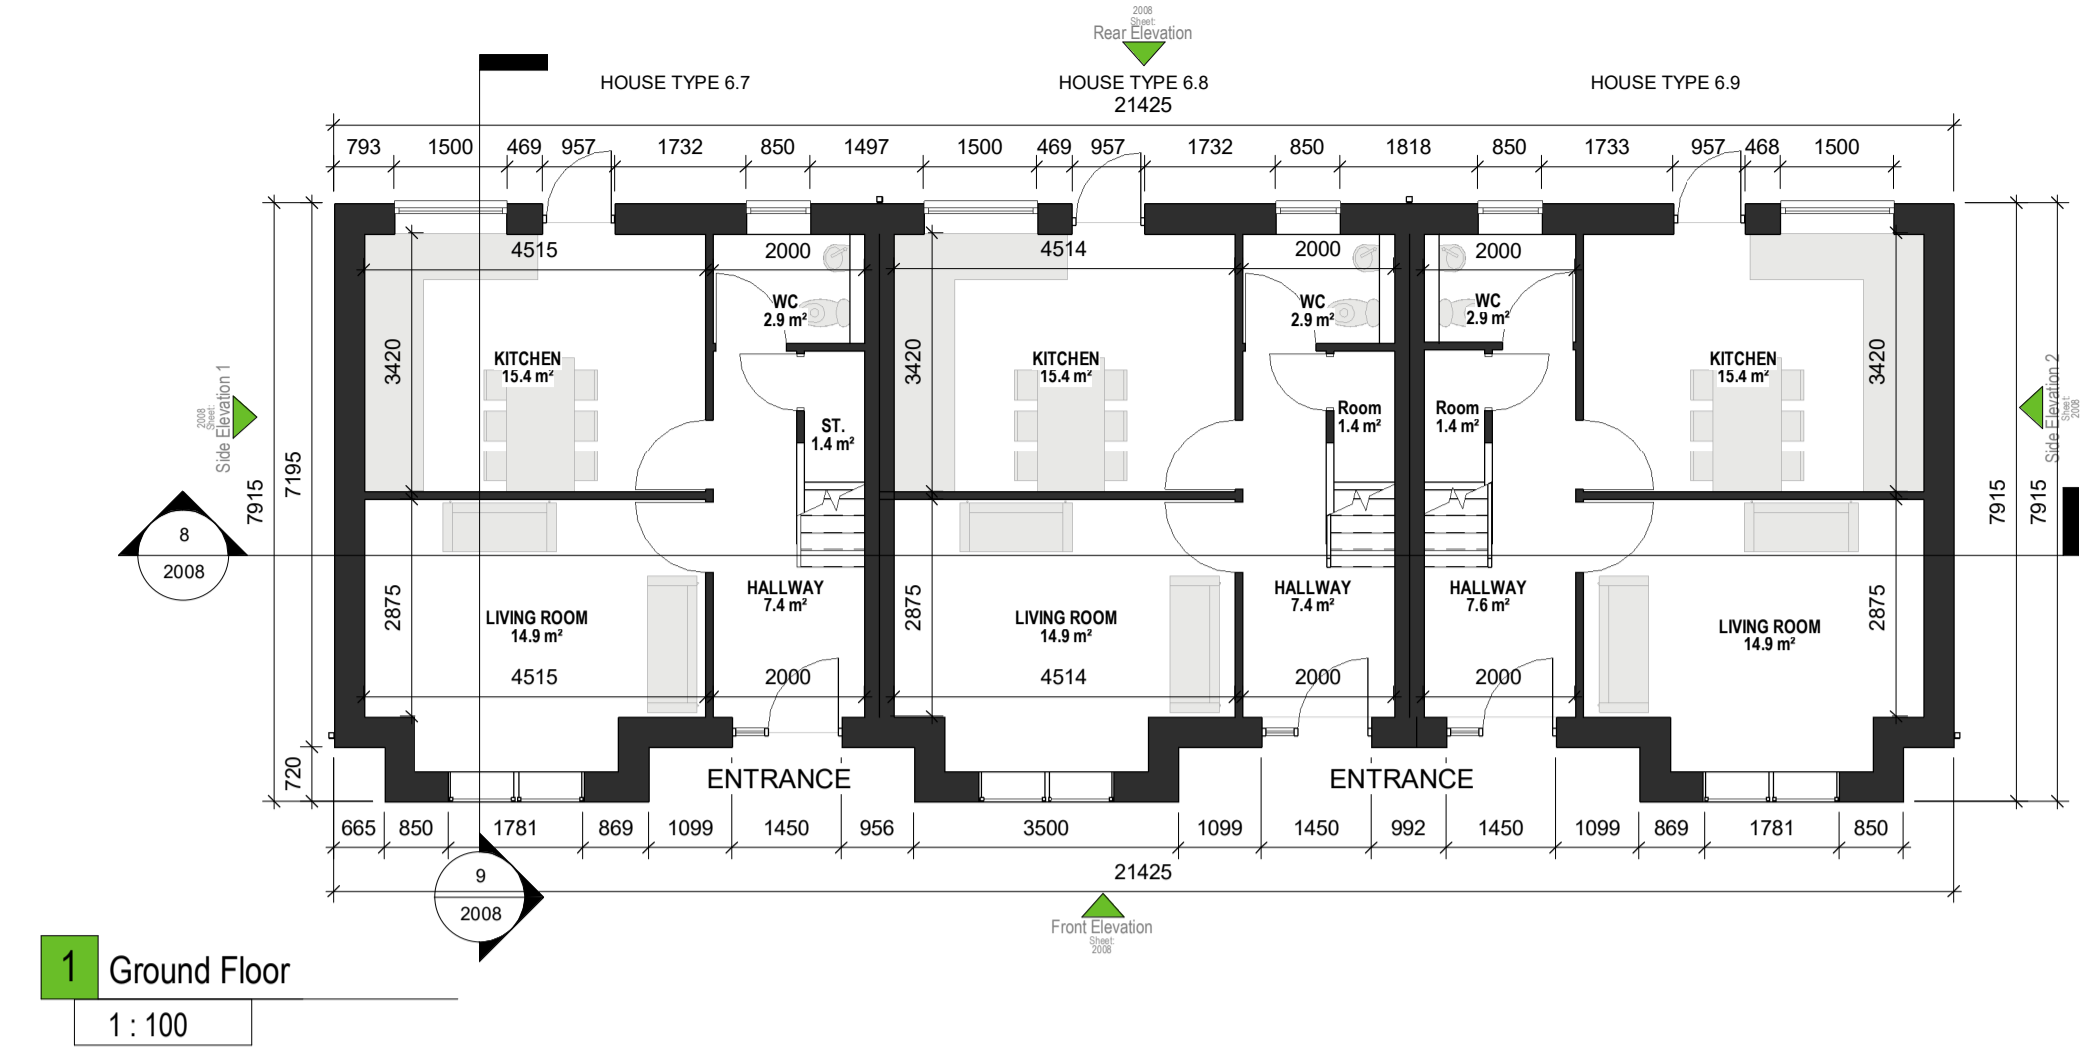 2008
Sheet:
Rear Elevation
HOUSE TYPE 6.7
HOUSE TYPE 6.8
HOUSE TYPE 6.9
21425
793 1500 469 957 1732 850 1497 1500 469 957 1732 850 1818 850 1733 957 468 1500
4515 2000 4514 2000 2000
WC
2.9 m²
WC
2.9 m²
WC
2.9 m²
KITCHEN
15.4 m²
KITCHEN
15.4 m²
KITCHEN
15.4 m²
3420
3420
3420
2008
Sheet:
Side Elevation 1
Side Elevation 2
Sheet:
2008
ST.
1.4 m²
Room
1.4 m²
Room
1.4 m²
7915
7195
7915
7915
8
2008
HALLWAY
7.4 m²
HALLWAY
7.4 m²
HALLWAY
7.6 m²
2875
2875
2875
LIVING ROOM
14.9 m²
LIVING ROOM
14.9 m²
LIVING ROOM
14.9 m²
4515 2000 4514 2000 2000
720
ENTRANCE
ENTRANCE
665 850 1781 869 1099 1450 956 3500 1099 1450 992 1450 1099 869 1781 850
21425
9
2008
Front Elevation
Sheet:
2008
1 Ground Floor
1 : 100